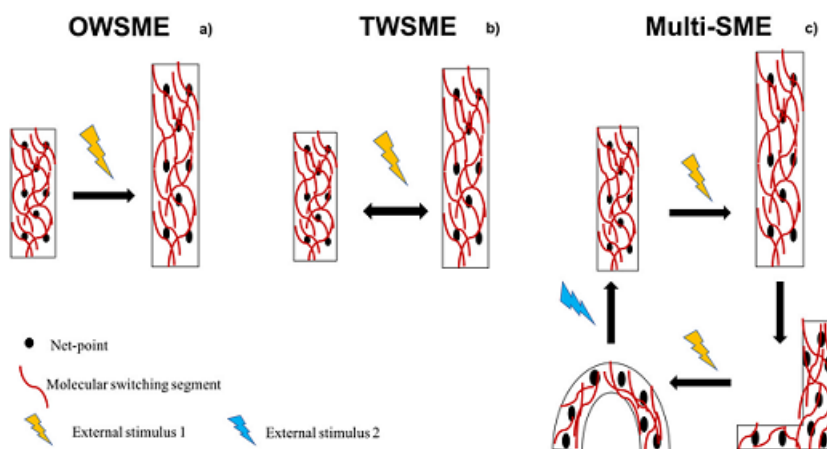 OWSME a)
TWSME b)
Multi-SME c)
Net-point
Molecular switching segment
External stimulus 1
External stimulus 2